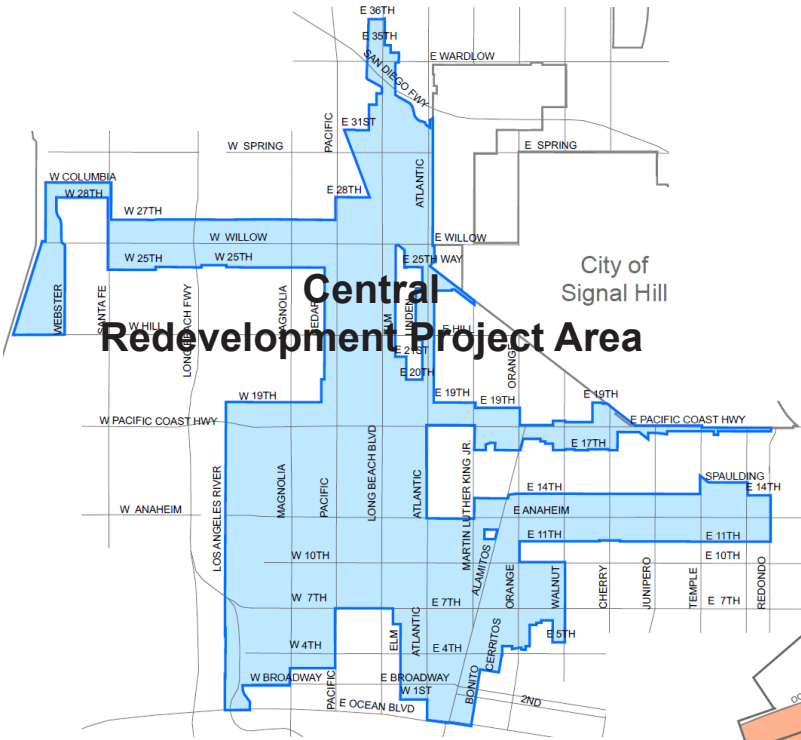 E 36TH
E 35TH
SAN DIEGO FWY
E WARDLOW
E 31ST
PACIFIC
W SPRING
E SPRING
ATLANTIC
W COLUMBIA
W 28TH
E 28TH
W 27TH
W WILLOW
E WILLOW
W 25TH
W 25TH
E 25TH WAY
City of
Signal Hill
WEBSTER
SANTA FE
LONG BEACH FWY
MAGNOLIA
CEDAR
ELM
LINDEN
Central
W HILL
E HILL
Redevelopment Project Area
E 21ST
ORANGE
E 20TH
W 19TH
E 19TH
E 19TH
E 19TH
W PACIFIC COAST HWY
E PACIFIC COAST HWY
E 17TH
LOS ANGELES RIVER
MAGNOLIA
PACIFIC
LONG BEACH BLVD
ATLANTIC
MARTIN LUTHER KING JR.
SPAULDING
E 14TH
E 14TH
W ANAHEIM
E ANAHEIM
E 11TH
E 11TH
W 10TH
E 10TH
ALAMITOS
ORANGE
WALNUT
CHERRY
JUNIPERO
TEMPLE
REDONDO
W 7TH
E 7TH
E 7TH
ELM
ATLANTIC
E 5TH
W 4TH
E 4TH
CERRITOS
W BROADWAY
PACIFIC
E BROADWAY
BONITO
W 1ST
2ND
E OCEAN BLVD